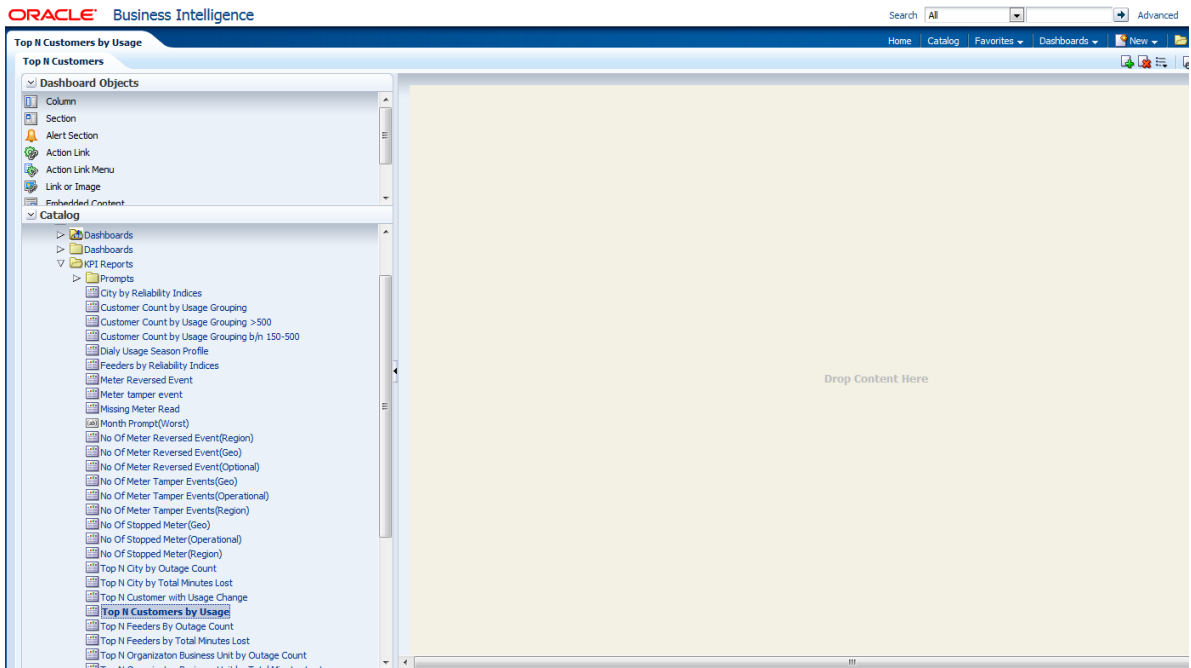 ORACLE Business Intelligence
Search All Advanced
Top N Customers by Usage
Home Catalog Favorites Dashboards New
Top N Customers
Dashboard Objects
Column
Section
Alert Section
Action Link
Action Link Menu
Link or Image
Embedded Content
Catalog
Dashboards
Dashboards
KPI Reports
Prompts
City by Reliability Indices
Customer Count by Usage Grouping
Customer Count by Usage Grouping >500
Customer Count by Usage Grouping b/n 150-500
Dialy Usage Season Profile
Feeders by Reliability Indices
Meter Reversed Event
Meter tamper event
Missing Meter Read
Month Prompt(Worst)
No Of Meter Reversed Event(Region)
No Of Meter Reversed Event(Geo)
No Of Meter Reversed Event(Optional)
No Of Meter Tamper Events(Geo)
No Of Meter Tamper Events(Operational)
No Of Meter Tamper Events(Region)
No Of Stopped Meter(Geo)
No Of Stopped Meter(Operational)
No Of Stopped Meter(Region)
Top N City by Outage Count
Top N City by Total Minutes Lost
Top N Customer with Usage Change
Top N Customers by Usage
Top N Feeders By Outage Count
Top N Feeders by Total Minutes Lost
Top N Organizaton Business Unit by Outage Count
Drop Content Here